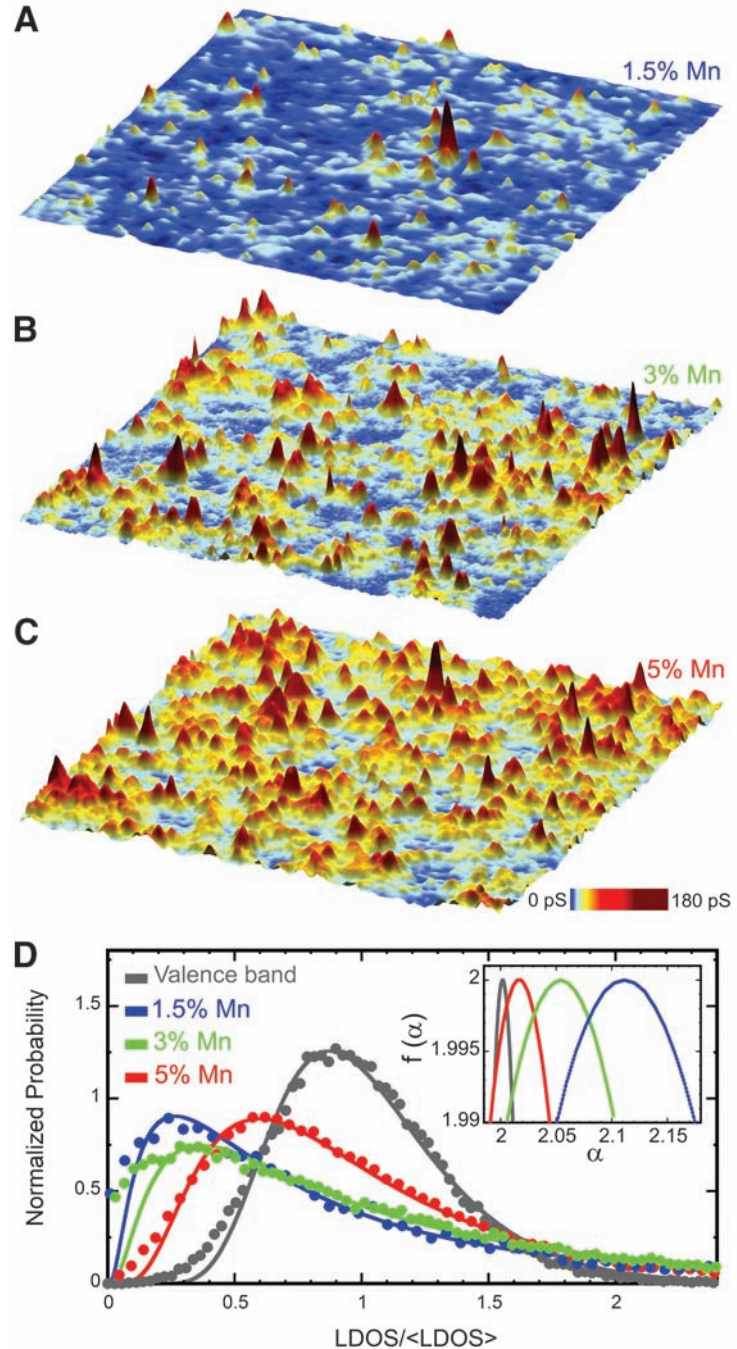 A
1.5% Mn
B
3% Mn
C
5% Mn
0 pS 180 pS
D
Valence band
1.5% Mn
3% Mn
5% Mn
Normalized Probability
1.5
1
0.5
0
0 0.5 1 1.5 2
LDOS/<LDOS>
f (α)
2
1.995
1.99
2 2.05 2.1 2.15
α